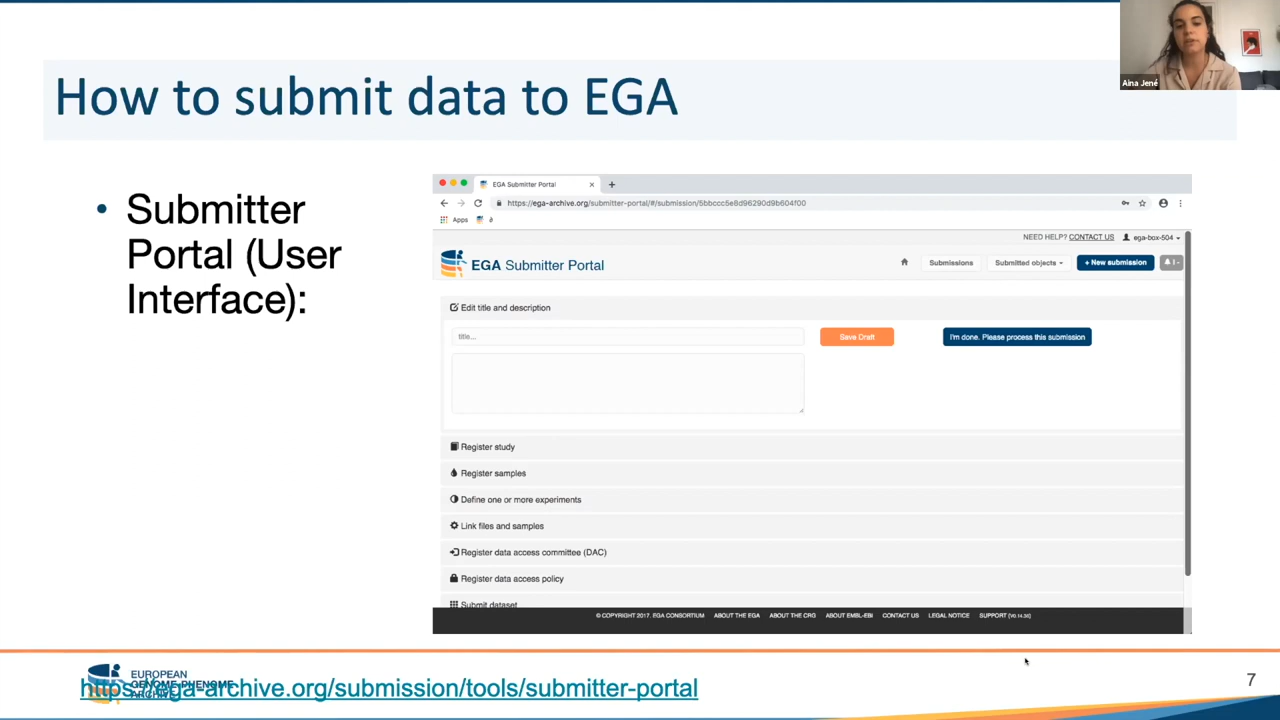 How to submit data to EGA
Aina Jené
• Submitter
Portal (User
Interface):
EGA Submitter Portal
https://ega-archive.org/submitter-portal/#/submission/5bbccc5e8d96290d9b604f00
Apps
NEED HELP? CONTACT US ega-box-504
EGA Submitter Portal
Submissions Submitted objects + New submission
Edit title and description
title... Save Draft I'm done. Please process this submission
Register study
Register samples
Define one or more experiments
Link files and samples
Register data access committee (DAC)
Register data access policy
Submit dataset
© COPYRIGHT 2017. EGA CONSORTIUM ABOUT THE EGA ABOUT THE CRG ABOUT EMBL-EBI CONTACT US LEGAL NOTICE SUPPORT [V0.14.32]
EUROPEAN
GENOME-PHENOME
ARCHIVE
https://ega-archive.org/submission/tools/submitter-portal
7